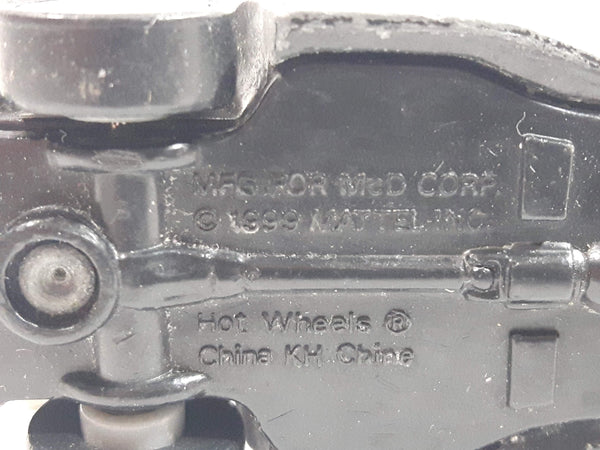 MFG.FOR McD CORP.
© 1999 MATTEL, INC.
Hot Wheels ®
China KH Chine